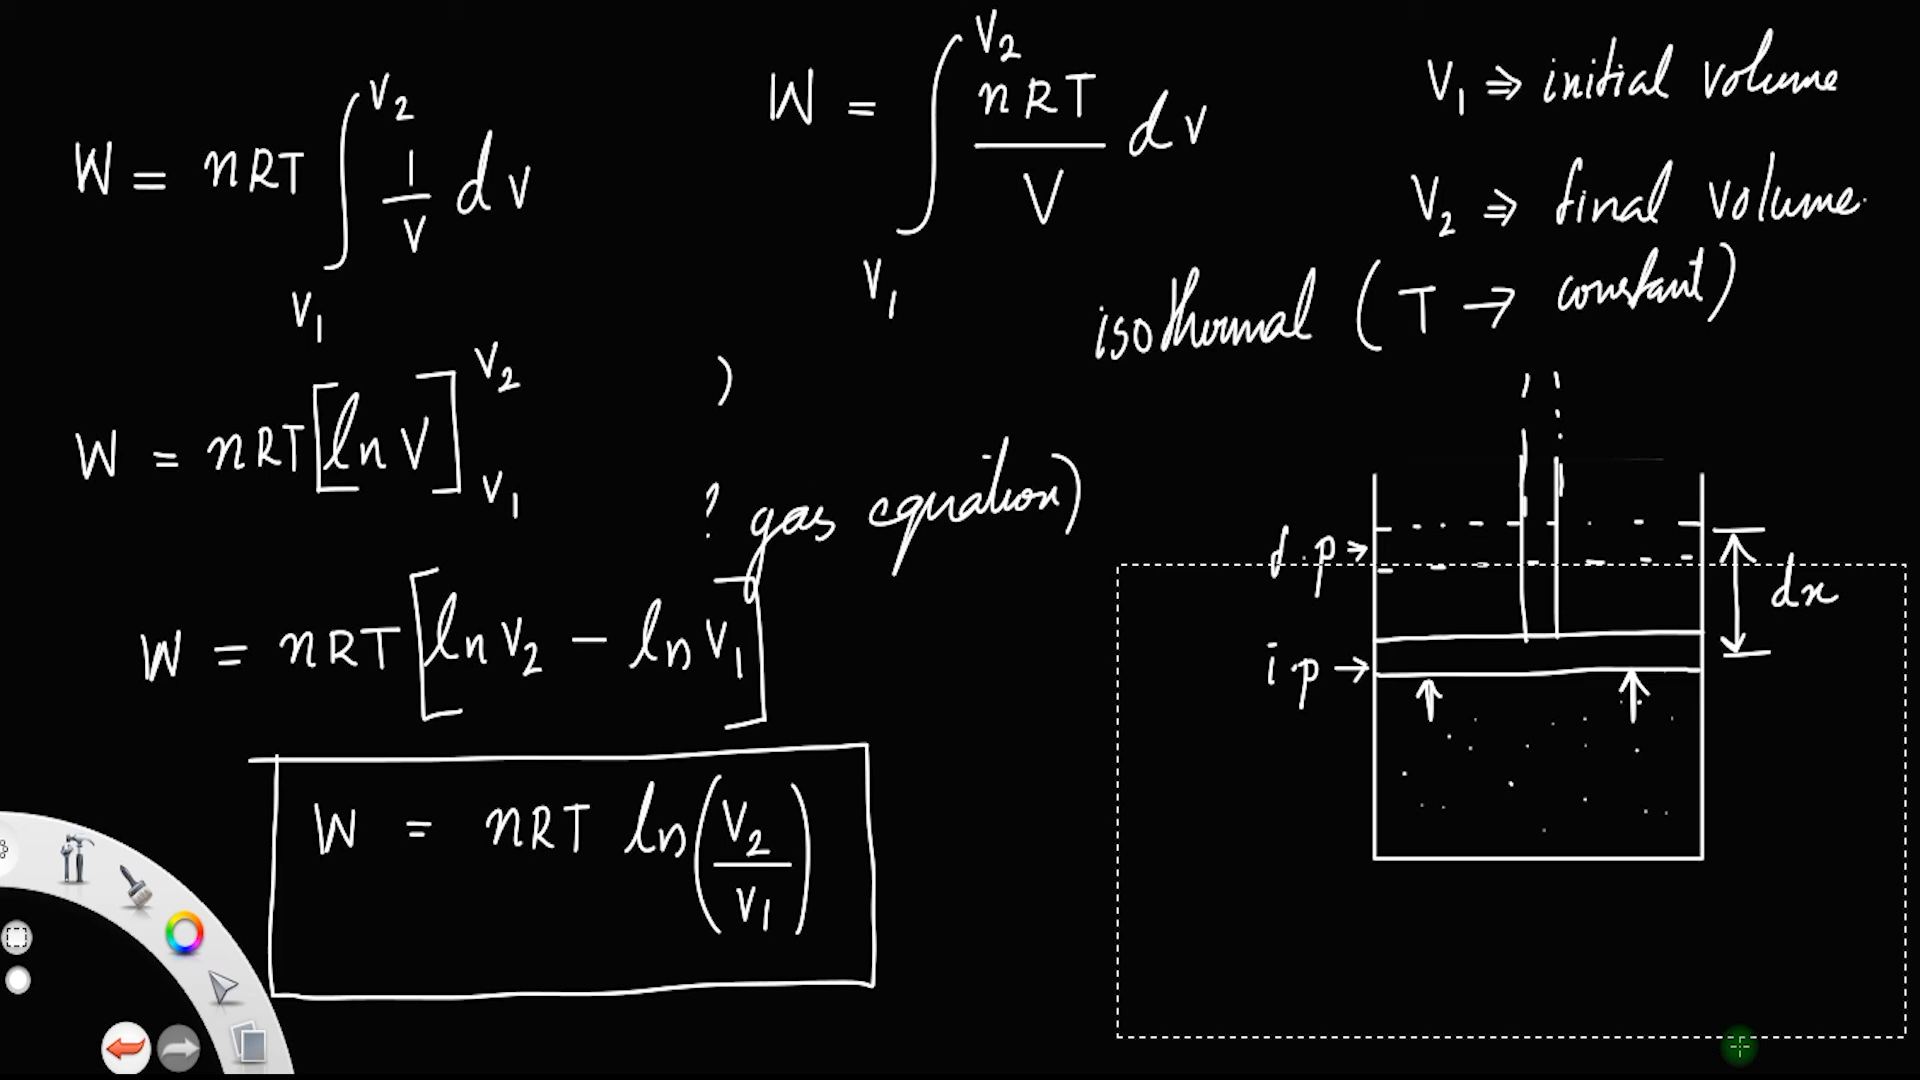 W = nRT ∫_{V1}^{V2} 1/V dv
W = ∫_{V1}^{V2} nRT/V dv
V1 ⇒ initial volume
V2 ⇒ final volume
isothermal (T → constant)
W = nRT [ln V]_{V1}^{V2}
)
? gas equation)
W = nRT [ln V2 − ln V1]
W = nRT ln(V2/V1)
d.p →
dx
i p →